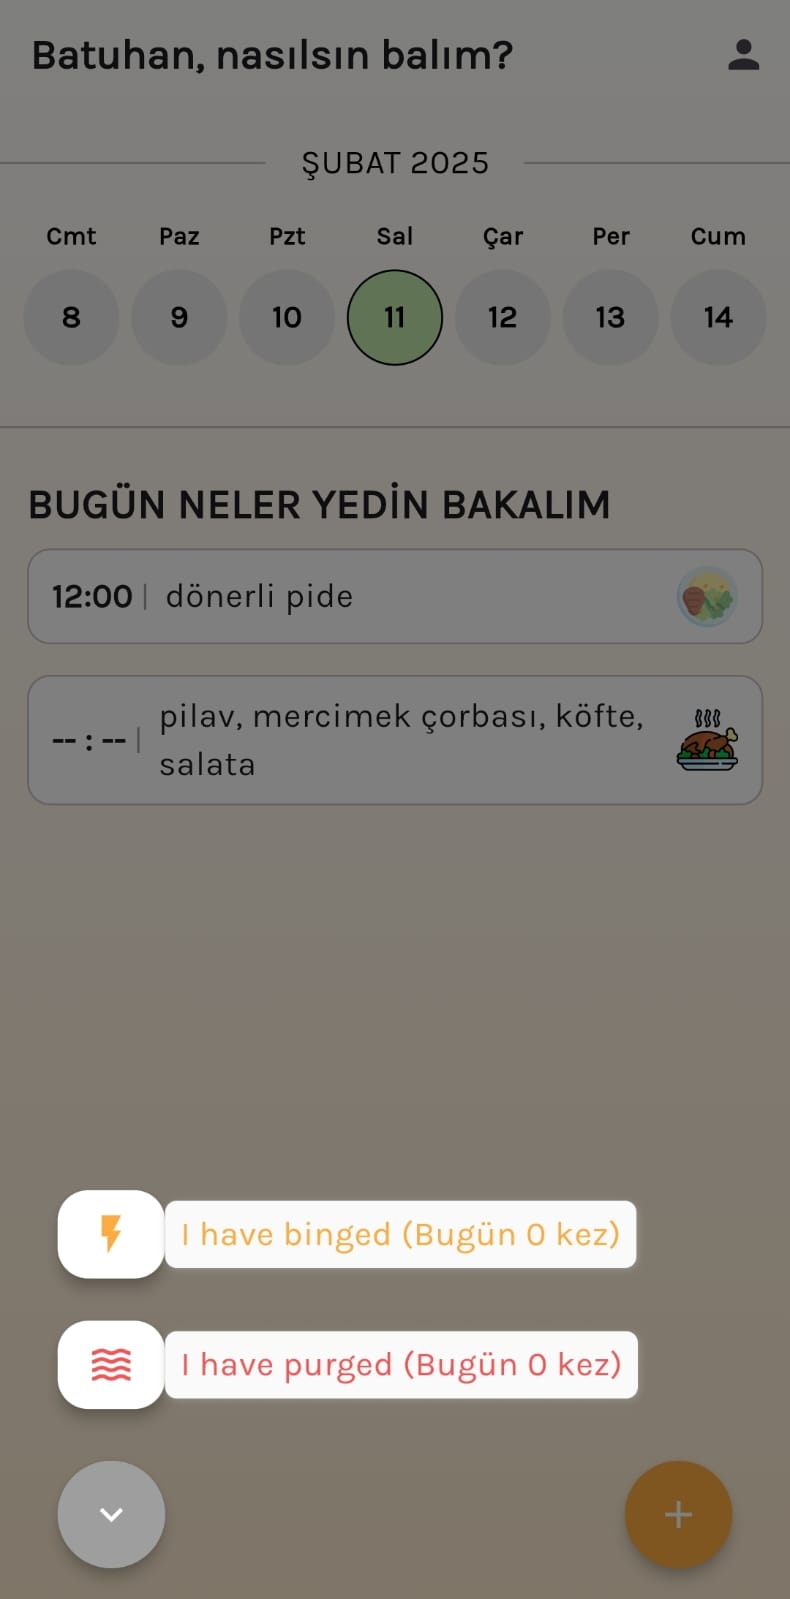 Batuhan, nasılsın balım?
ŞUBAT 2025
Cmt Paz Pzt Sal Çar Per Cum
8 9 10 11 12 13 14
BUGÜN NELER YEDİN BAKALIM
12:00 | dönerli pide
-- : -- | pilav, mercimek çorbası, köfte,
salata
I have binged (Bugün 0 kez)
I have purged (Bugün 0 kez)